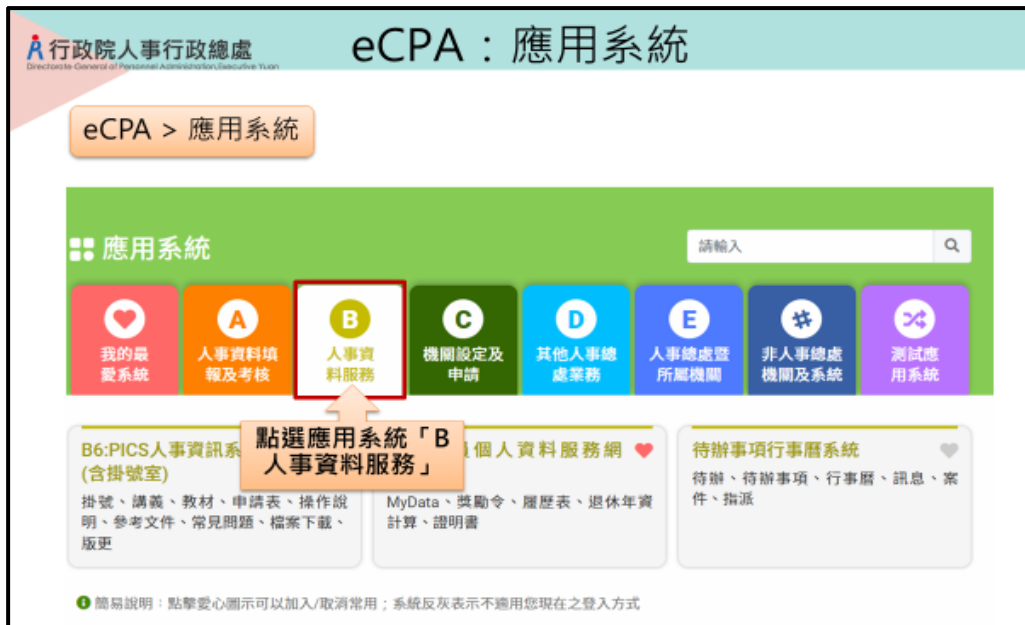 行政院人事行政總處
Directorate-General of Personnel Administration,Executive Yuan
eCPA：應用系統
eCPA > 應用系統
應用系統
請輸入
我的最
愛系統
A
人事資料填
報及考核
B
人事資
料服務
C
機關設定及
申請
D
其他人事總
處業務
E
人事總處暨
所屬機關
#
非人事總處
機關及系統
測試應
用系統
點選應用系統「B
人事資料服務」
B6:PICS人事資訊系
(含掛號室)
掛號、講義、教材、申請表、操作說
明、參考文件、常見問題、檔案下載、
版更
個人資料服務網
MyData、獎勵令、履歷表、退休年資
計算、證明書
待辦事項行事曆系統
待辦、待辦事項、行事曆、訊息、案
件、指派
簡易說明：點擊愛心圖示可以加入/取消常用；系統反灰表示不適用您現在之登入方式